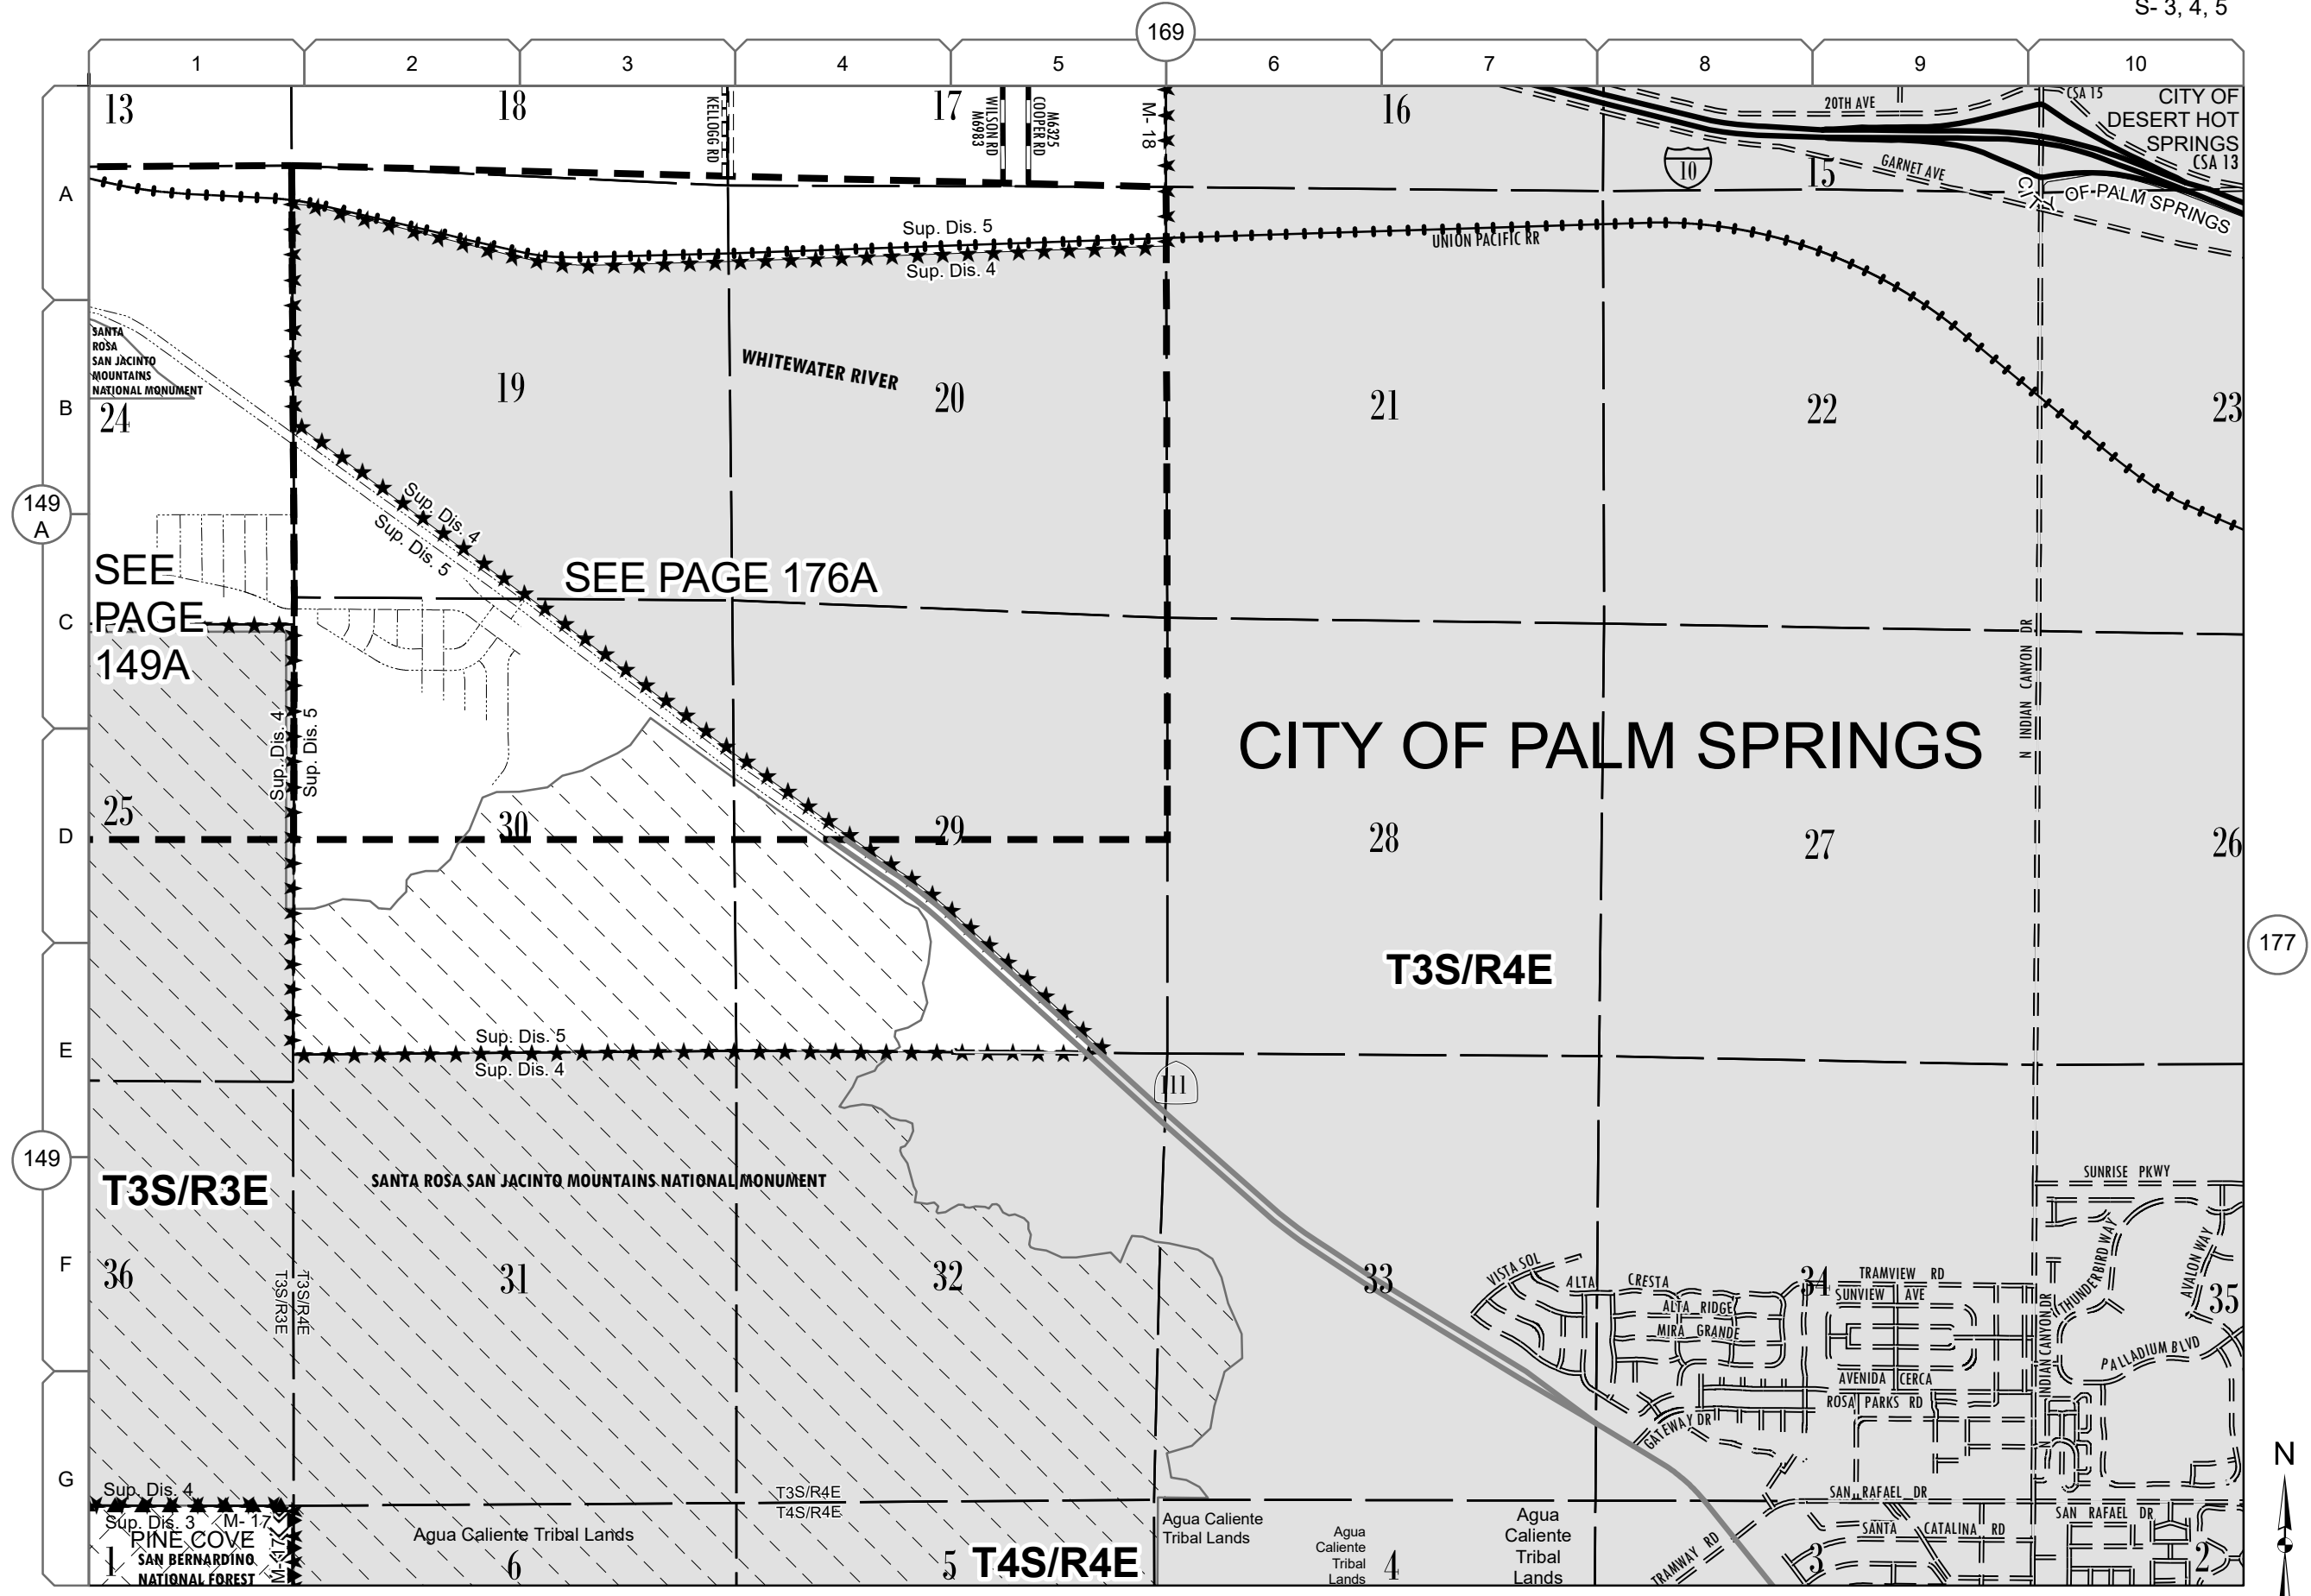 S- 3, 4, 5
169
1 2 3 4 5 6 7 8 9 10
A
B
C
D
E
F
G
149
A
149
177
13
18
17
16
15
KELLOGG RD
WILSON RD
M6983
COOPER RD
M6325
M- 18
20TH AVE
CSA 15
CITY OF
DESERT HOT
SPRINGS
CSA 13
10
GARNET AVE
CITY OF PALM SPRINGS
Sup. Dis. 5
Sup. Dis. 4
UNION PACIFIC RR
SANTA
ROSA
SAN JACINTO
MOUNTAINS
NATIONAL MONUMENT
24
19
WHITEWATER RIVER
20
21
22
23
Sup. Dis. 4
Sup. Dis. 5
SEE
PAGE
149A
SEE PAGE 176A
N INDIAN CANYON DR
Sup. Dis. 4
Sup. Dis. 5
CITY OF PALM SPRINGS
25
30
29
28
27
26
T3S/R4E
Sup. Dis. 5
Sup. Dis. 4
111
T3S/R3E
SANTA ROSA SAN JACINTO MOUNTAINS NATIONAL MONUMENT
SUNRISE PKWY
36
T3S/R3E
T3S/R4E
31
32
33
34
35
VISTA SOL
ALTA CRESTA
ALTA RIDGE
MIRA GRANDE
TRAMVIEW RD
SUNVIEW AVE
THUNDERBIRD WAY
AVALON WAY
N INDIAN CANYON DR
PALLADIUM BLVD
AVENIDA CERCA
ROSA PARKS RD
GATEWAY DR
Sup. Dis. 4
Sup. Dis. 3
M- 17
M- 17
PINE COVE
SAN BERNARDINO
NATIONAL FOREST
1
T3S/R4E
T4S/R4E
Agua Caliente Tribal Lands
6
5
T4S/R4E
Agua Caliente
Tribal Lands
Agua
Caliente
Tribal
Lands
4
Agua
Caliente
Tribal
Lands
SAN RAFAEL DR
SAN RAFAEL DR
SANTA CATALINA RD
TRAMWAY RD
3
2
N